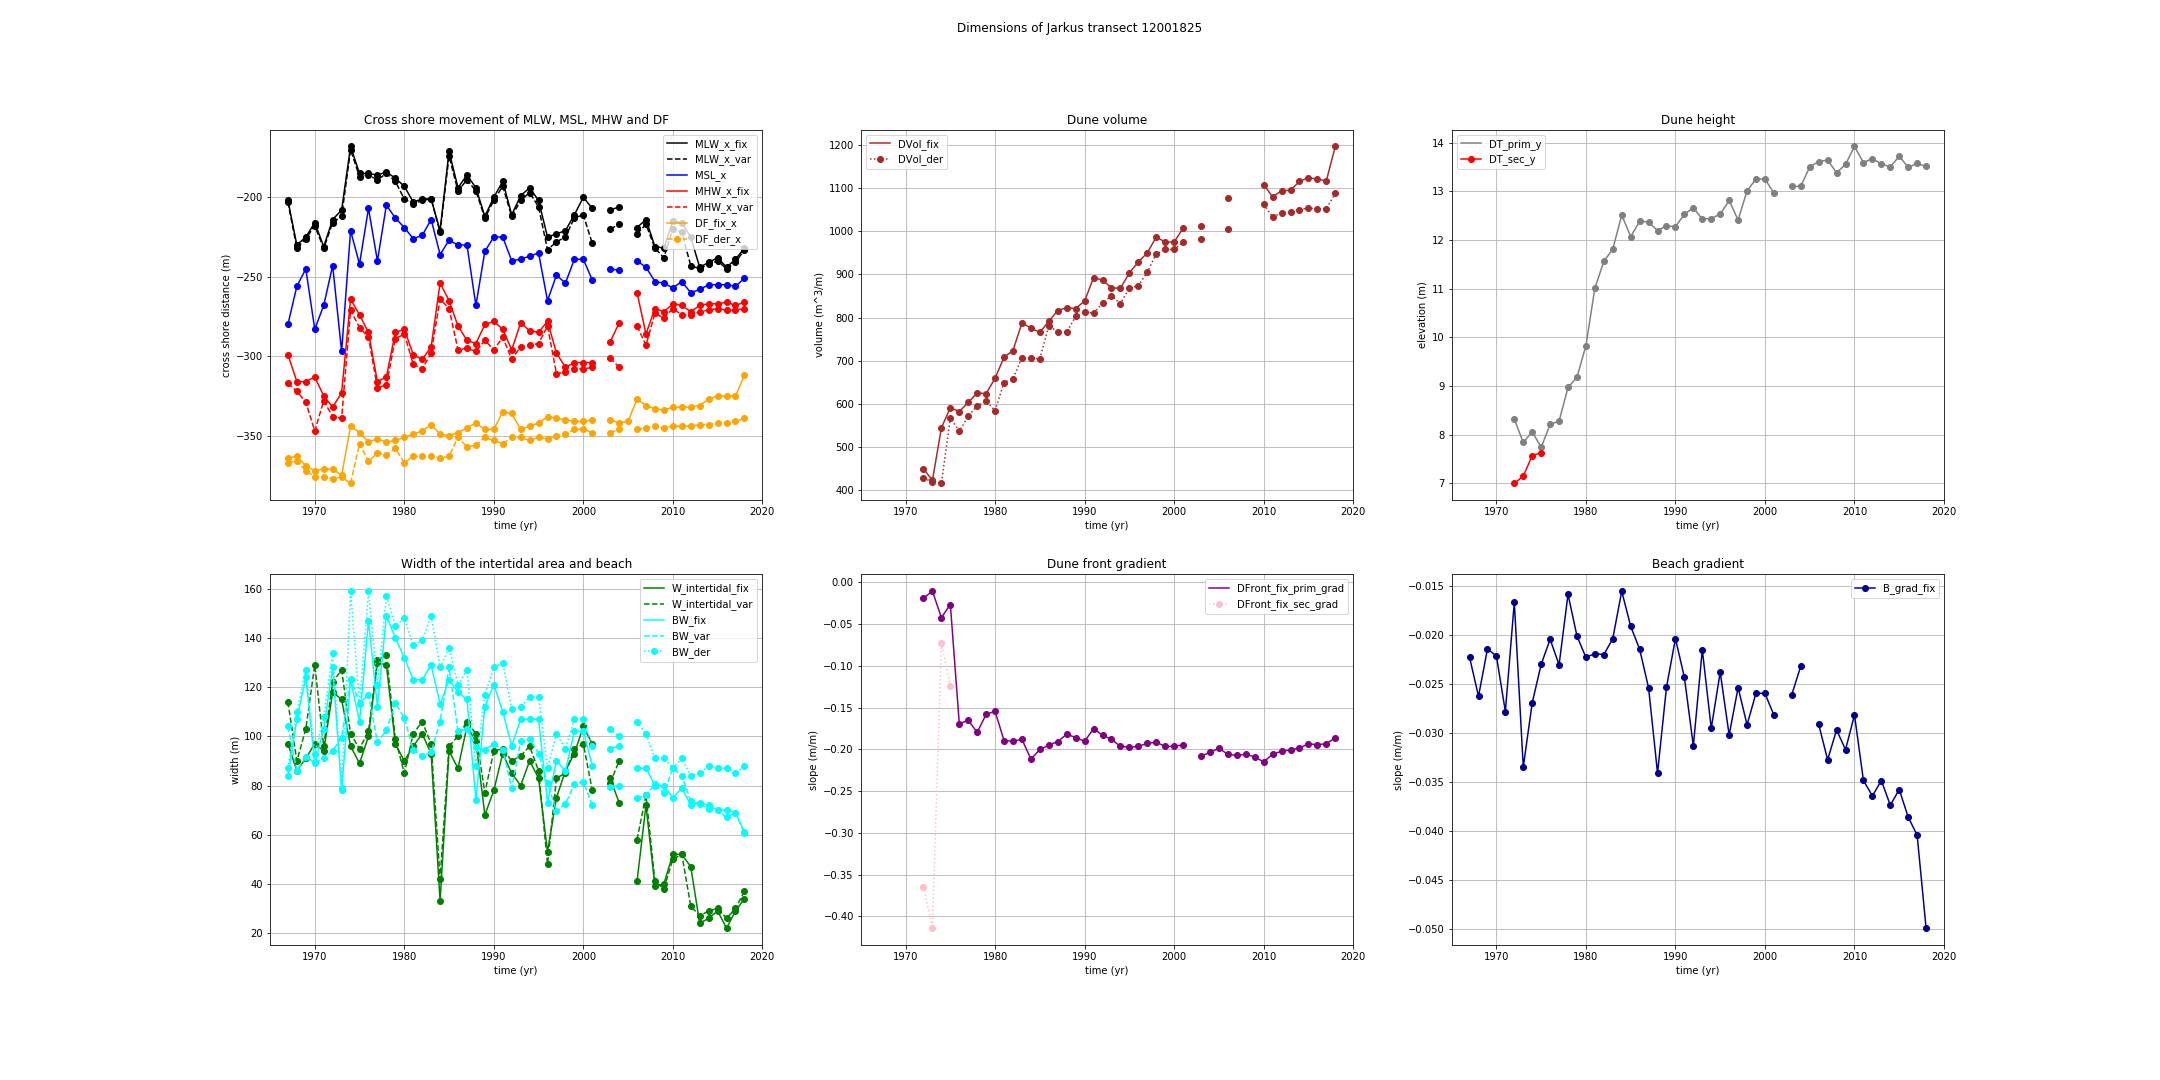 Dimensions of Jarkus transect 12001825
Cross shore movement of MLW, MSL, MHW and DF
cross shore distance (m)
−200
−250
−300
−350
MLW_x_fix
MLW_x_var
MSL_x
MHW_x_fix
MHW_x_var
DF_fix_x
DF_der_x
1970 1980 1990 2000 2010 2020
time (yr)
Dune volume
volume (m^3/m)
1200
1100
1000
900
800
700
600
500
400
DVol_fix
DVol_der
1970 1980 1990 2000 2010 2020
time (yr)
Dune height
elevation (m)
14
13
12
11
10
9
8
7
DT_prim_y
DT_sec_y
1970 1980 1990 2000 2010 2020
time (yr)
Width of the intertidal area and beach
width (m)
160
140
120
100
80
60
40
20
W_intertidal_fix
W_intertidal_var
BW_fix
BW_var
BW_der
1970 1980 1990 2000 2010 2020
time (yr)
Dune front gradient
slope (m/m)
0.00
−0.05
−0.10
−0.15
−0.20
−0.25
−0.30
−0.35
−0.40
DFront_fix_prim_grad
DFront_fix_sec_grad
1970 1980 1990 2000 2010 2020
time (yr)
Beach gradient
slope (m/m)
−0.015
−0.020
−0.025
−0.030
−0.035
−0.040
−0.045
−0.050
B_grad_fix
1970 1980 1990 2000 2010 2020
time (yr)